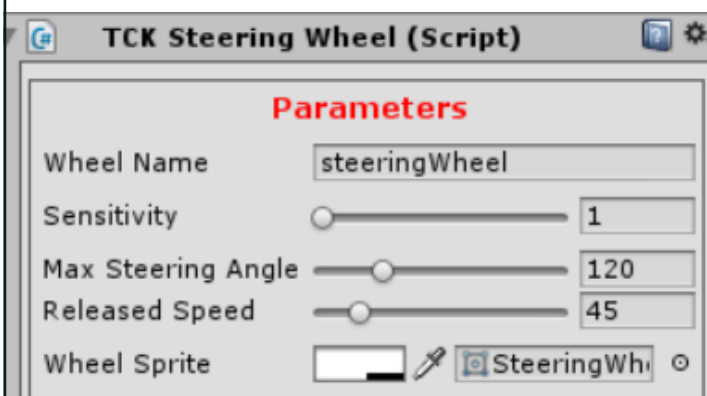 TCK Steering Wheel (Script)
Parameters
Wheel Name steeringWheel
Sensitivity 1
Max Steering Angle 120
Released Speed 45
Wheel Sprite SteeringWh